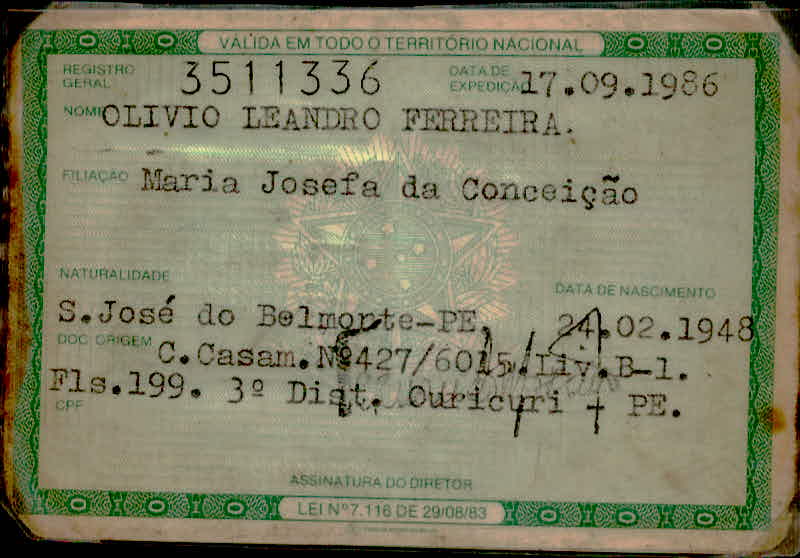 VÁLIDA EM TODO O TERRITÓRIO NACIONAL
REGISTRO GERAL 3511336 DATA DE EXPEDIÇÃO 17.09.1986
NOME OLIVIO LEANDRO FERREIRA.
FILIAÇÃO Maria Josefa da Conceição
NATURALIDADE DATA DE NASCIMENTO
S.José do Belmonte-PE, 24.02.1948
DOC ORIGEM C.Casam.Nº427/6015.Liv.B-1.
Fls.199. 3º Dist. Ouricuri - PE.
CPF
ASSINATURA DO DIRETOR
LEI Nº 7.116 DE 29/08/83